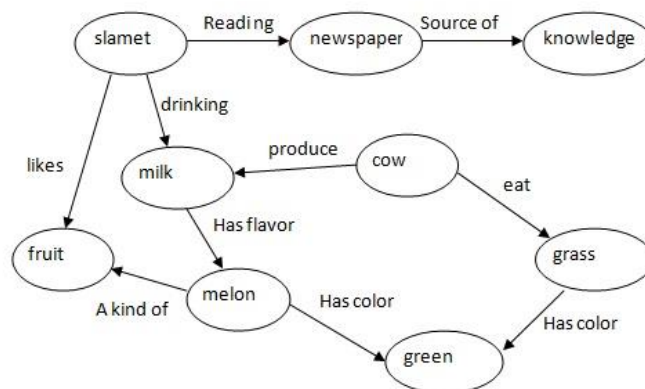 slamet
Reading
newspaper
Source of
knowledge
drinking
likes
milk
produce
cow
eat
Has flavor
fruit
A kind of
melon
Has color
grass
Has color
green